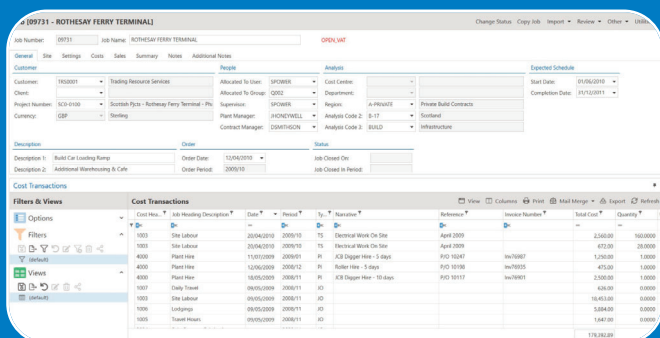 [09731 - ROTHESAY FERRY TERMINAL]
Change Status Copy Job Import Review Other
Job Number: 09731 Job Name: ROTHESAY FERRY TERMINAL OPEN_VAT
General Site Settings Costs Sales Summary Notes Additional Notes
Customer People Analysis Expected Schedule
Customer: TRS0001 Trading Resource Services Allocated To User: SPOWER Cost Centre: Start Date: 01/06/2010
Client: Allocated To Group: Q002 Department: Completion Date: 31/12/2011
Project Number: SC0-0100 Scottish Pjcts - Rothesay Ferry Terminal - Supervisor: SPOWER Region: A-PRIVATE Private Build Contracts
Currency: GBP Sterling Plant Manager: JHONEYWELL Analysis Code 2: B-17 Scotland
Contract Manager: DSMITHSON Analysis Code 3: BUILD Infrastructure
Description Order Status
Description 1: Build Car Loading Ramp Order Date: 12/04/2010 Job Closed On:
Description 2: Additional Warehousing & Cafe Order Period: 2009/10 Job Closed in Period:
Cost Transactions
Filters & Views Cost Transactions View Columns Print Mail Merge Export Refresh
Options
Filters
(default)
Views
(default)
Cost Hea... Job Heading Description Date Period Ty... Narrative Reference Invoice Number Total Cost Quantity
1003 Site Labour 20/04/2010 2009/10 TS Electrical Work On Site April 2009 2,560.00 160.0000
1003 Site Labour 20/04/2010 2009/10 TS Electrical Work On Site April 2009 672.00 28.0000
4000 Plant Hire 11/07/2009 2009/01 PI JCB Digger Hire - 5 days P/O 10247 Inv76987 1,250.00 1.0000
4000 Plant Hire 12/06/2009 2008/12 PI Roller Hire - 5 days P/O 10198 Inv76935 475.00 1.0000
4000 Plant Hire 18/05/2009 2008/11 PI JCB Digger Hire - 10 days P/O 10117 Inv76901 2,500.00 1.0000
1007 Daily Travel 09/05/2009 2008/11 JO 626.00 0.0000
1003 Site Labour 09/05/2009 2008/11 JO 18,453.00 0.0000
1006 Lodgings 09/05/2009 2008/11 JO 5,884.00 0.0000
1005 Travel Hours 09/05/2009 2008/11 JO 1,647.00 0.0000
179,282.89